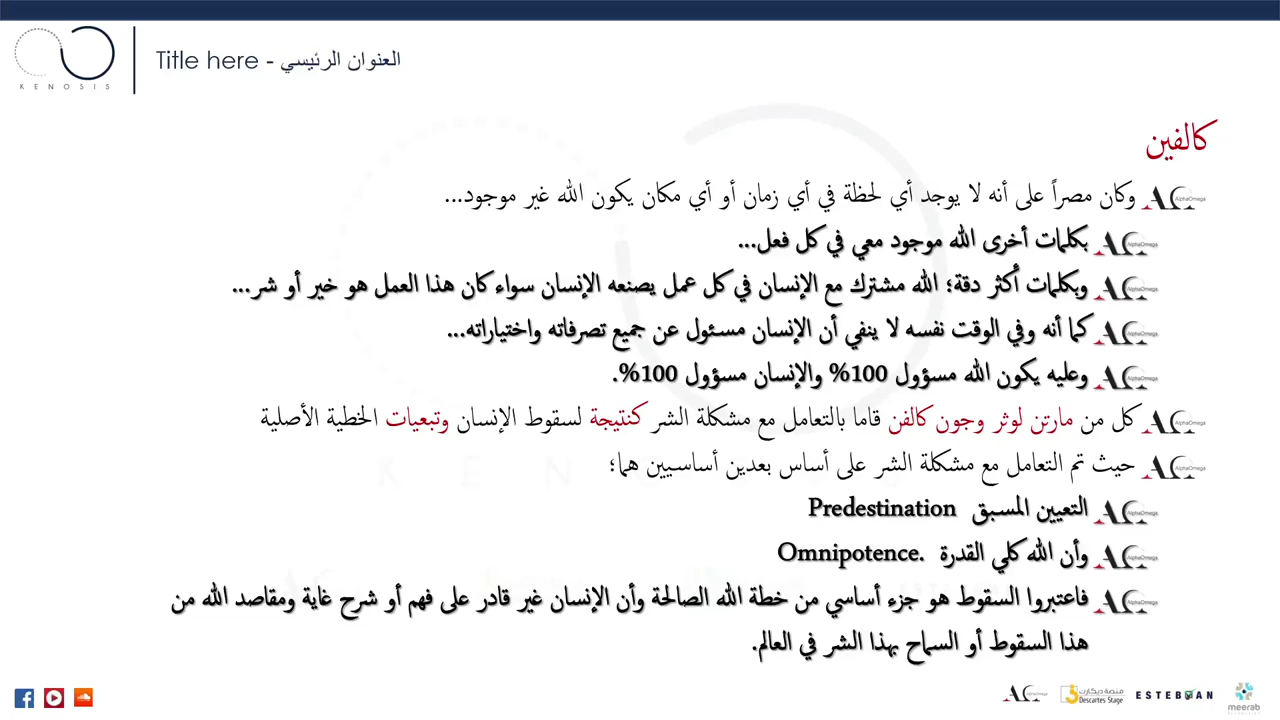 KENOSIS
Title here - العنوان الرئيسي
كالفين
وكان مصراً على أنه لا يوجد أي لحظة في أي زمان أو أي مكان يكون الله غير موجود...
بكلمات أخرى الله موجود معي في كل فعل...
وبكلمات أكثر دقة؛ الله مشترك مع الإنسان في كل عمل يصنعه الإنسان سواء كان هذا العمل هو خير أو شر...
كما أنه وفي الوقت نفسه لا ينفي أن الإنسان مسئول عن جميع تصرفاته واختياراته...
وعليه يكون الله مسؤول 100% والإنسان مسؤول 100%.
كل من مارتن لوثر وجون كالفن قاما بالتعامل مع مشكلة الشر كنتيجة لسقوط الإنسان وتبعيات الخطية الأصلية
حيث تم التعامل مع مشكلة الشر على أساس بعدين أساسيين هما؛
التعيين المسبق Predestination
وأن الله كلي القدرة Omnipotence.
فاعتبروا السقوط هو جزء أساسي من خطة الله الصالحة وأن الإنسان غير قادر على فهم أو شرح غاية ومقاصد الله من
هذا السقوط أو السماح بهذا الشر في العالم.
منصة ديكارت
Descartes Stage
ESTEBVAN
meerab